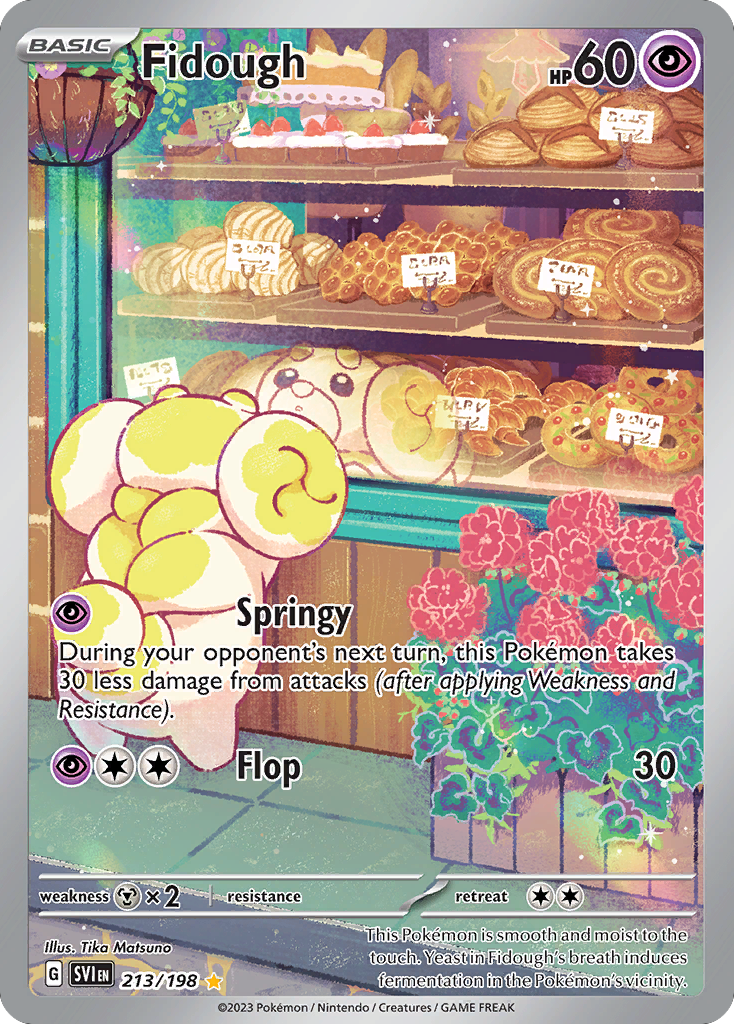 BASIC
Fidough
HP60
Springy
During your opponent's next turn, this Pokémon takes
30 less damage from attacks (after applying Weakness and
Resistance).
Flop 30
weakness ×2 resistance retreat
Illus. Tika Matsuno
This Pokémon is smooth and moist to the
touch. Yeast in Fidough's breath induces
fermentation in the Pokémon's vicinity.
G SVI EN 213/198
©2023 Pokémon / Nintendo / Creatures / GAME FREAK